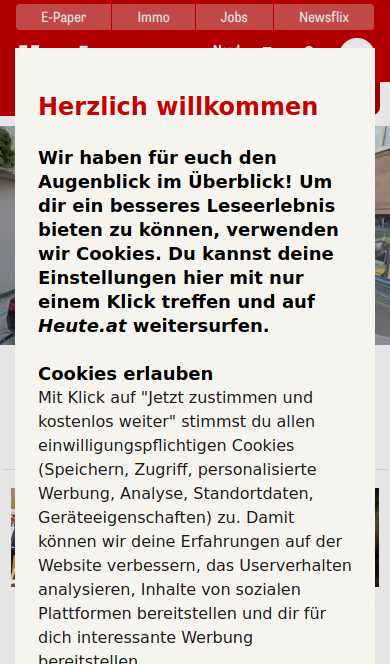 E-Paper
Immo
Jobs
Newsflix
Herzlich willkommen
Wir haben für euch den
Augenblick im Überblick! Um
dir ein besseres Leseerlebnis
bieten zu können, verwenden
wir Cookies. Du kannst deine
Einstellungen hier mit nur
einem Klick treffen und auf
Heute.at weitersurfen.
Cookies erlauben
Mit Klick auf "Jetzt zustimmen und
kostenlos weiter" stimmst du allen
einwilligungspflichtigen Cookies
(Speichern, Zugriff, personalisierte
Werbung, Analyse, Standortdaten,
Geräteeigenschaften) zu. Damit
können wir deine Erfahrungen auf der
Website verbessern, das Userverhalten
analysieren, Inhalte von sozialen
Plattformen bereitstellen und dir für
dich interessante Werbung
bereitstellen